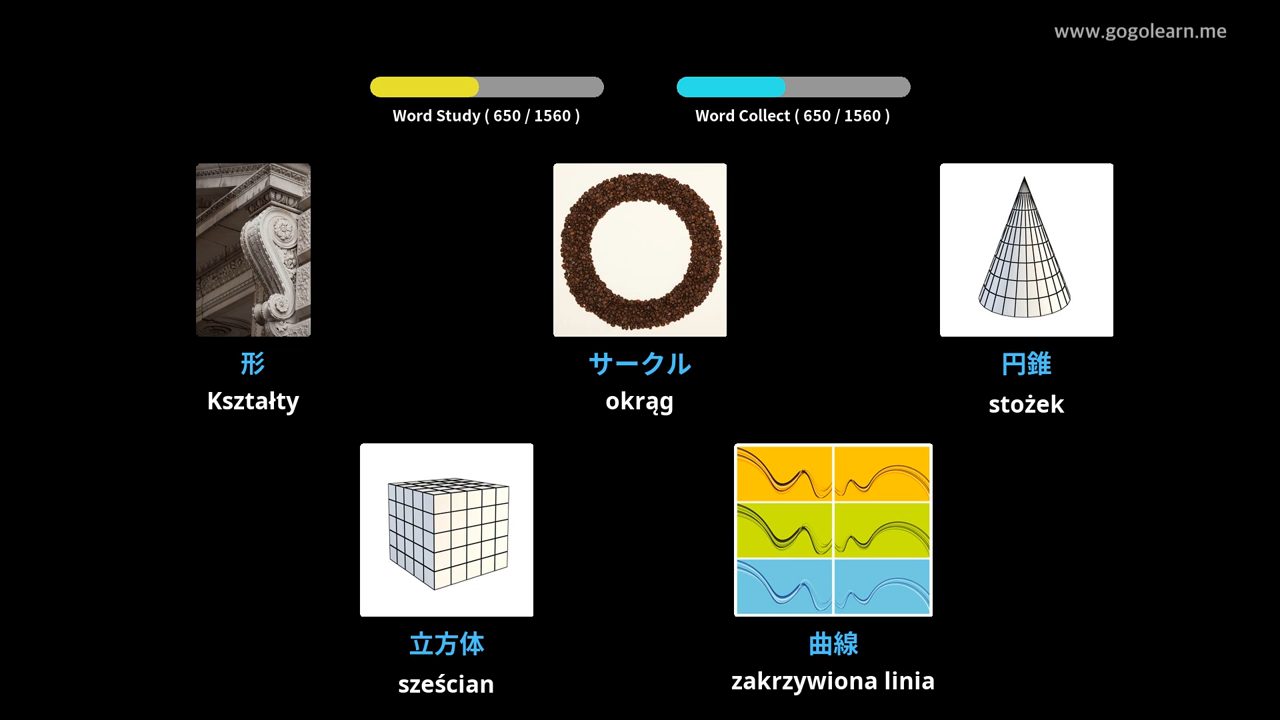 www.gogolearn.me
Word Study ( 650 / 1560 )
Word Collect ( 650 / 1560 )
形
Kształty
サークル
okrąg
円錐
stożek
立方体
sześcian
曲線
zakrzywiona linia